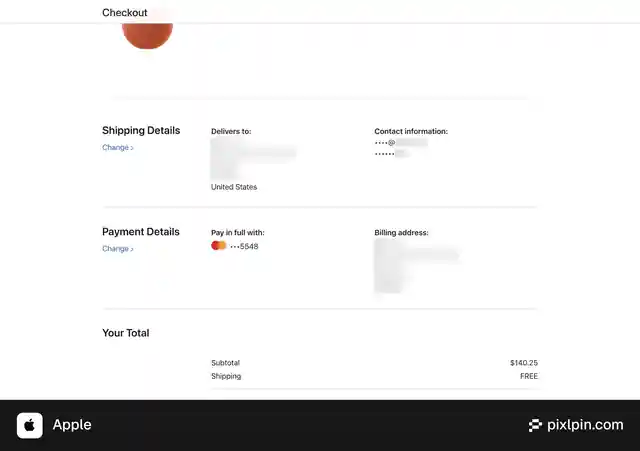 Checkout
Shipping Details
Change ›
Delivers to:
United States
Contact information:
••••@
••••••
Payment Details
Change ›
Pay in full with:
•••5548
Billing address:
Your Total
Subtotal $140.25
Shipping FREE
Apple
pixlpin.com